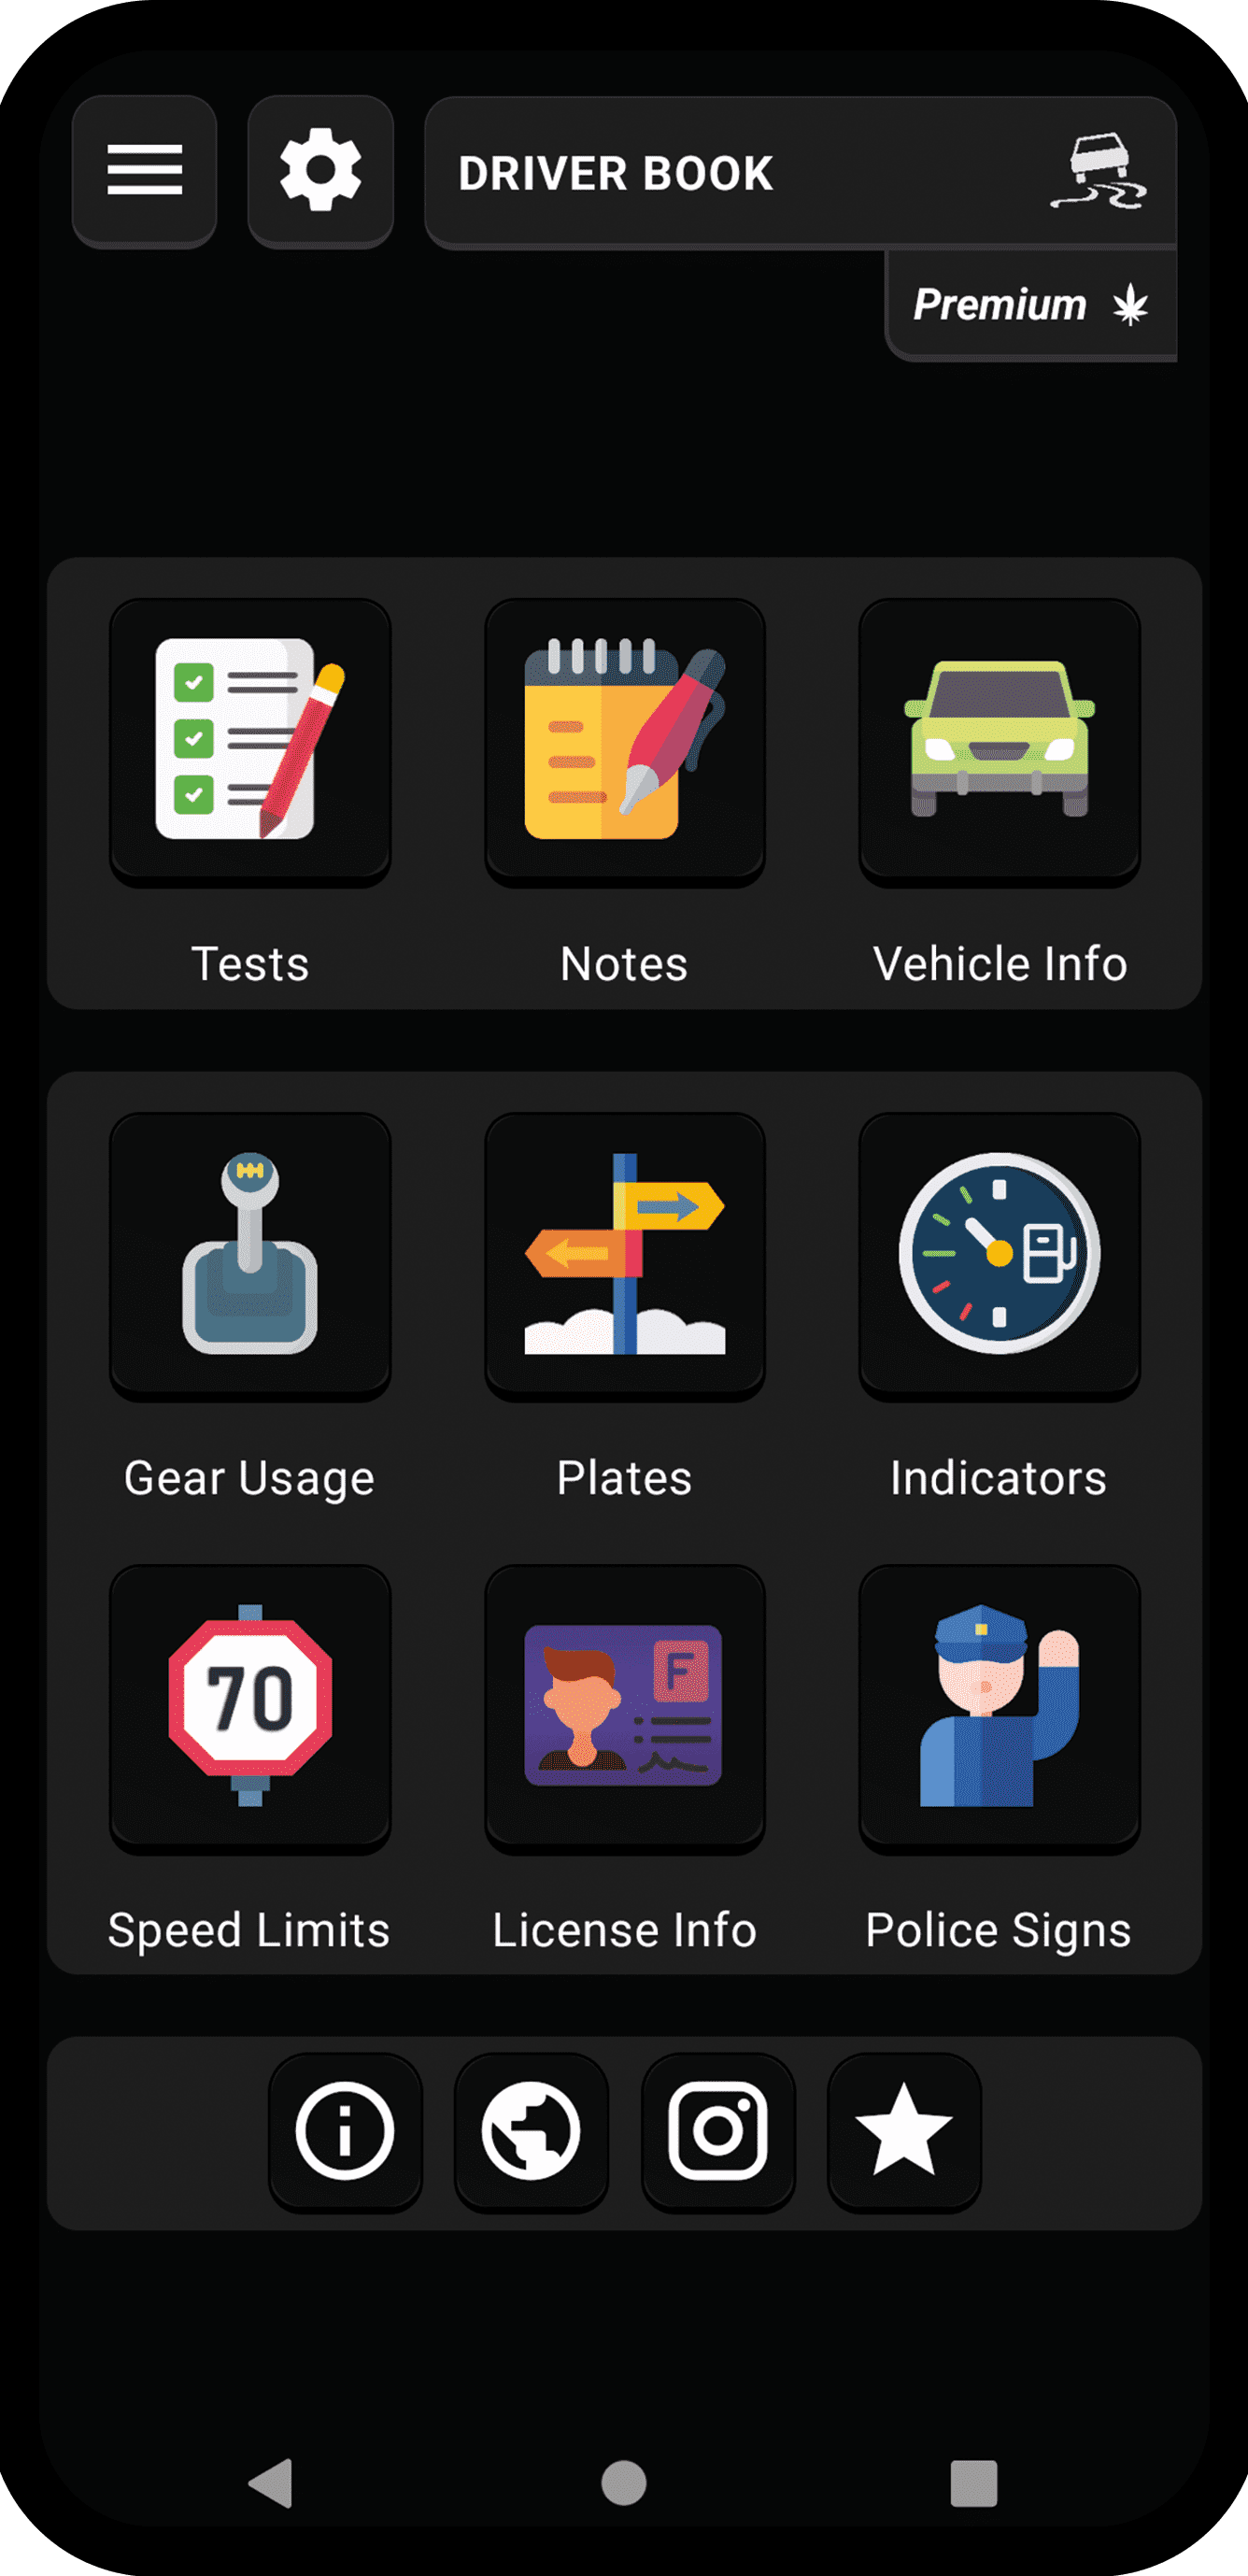 DRIVER BOOK
Premium
Tests Notes Vehicle Info
Gear Usage Plates Indicators
70 F
Speed Limits License Info Police Signs